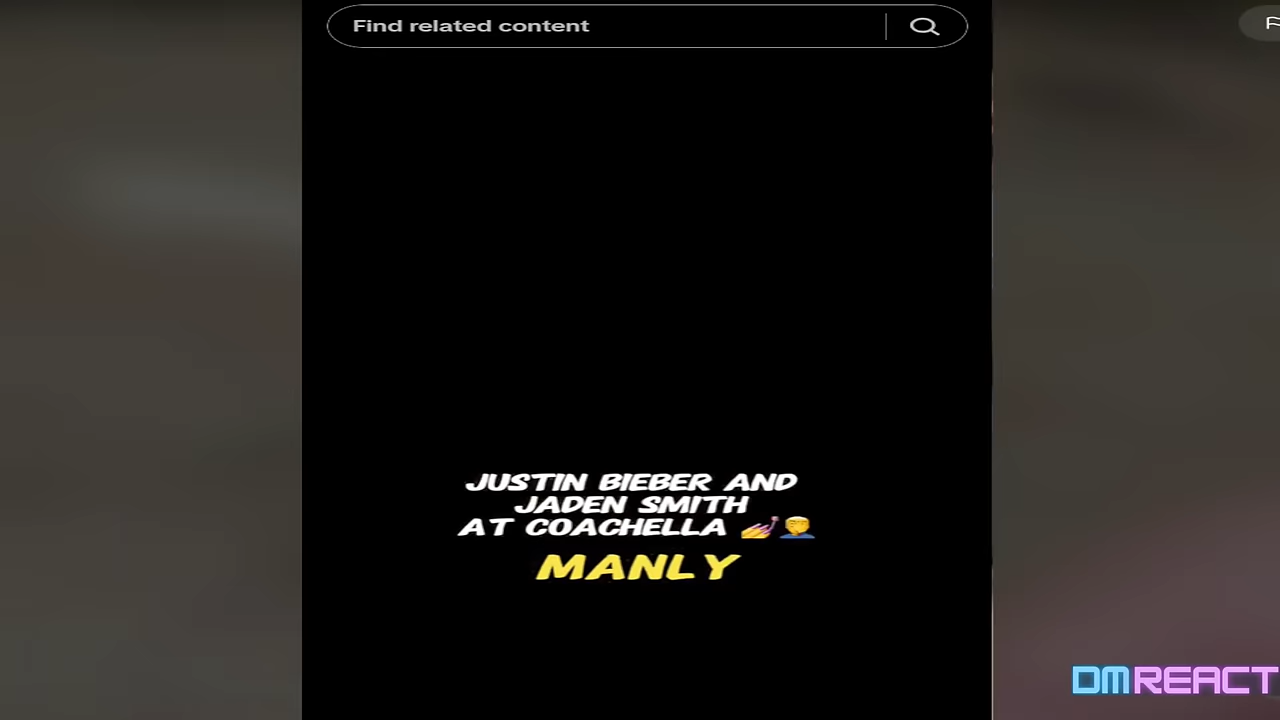 Find related content
JUSTIN BIEBER AND
JADEN SMITH
AT COACHELLA 💅🤦‍♂️
MANLY
DMREACT